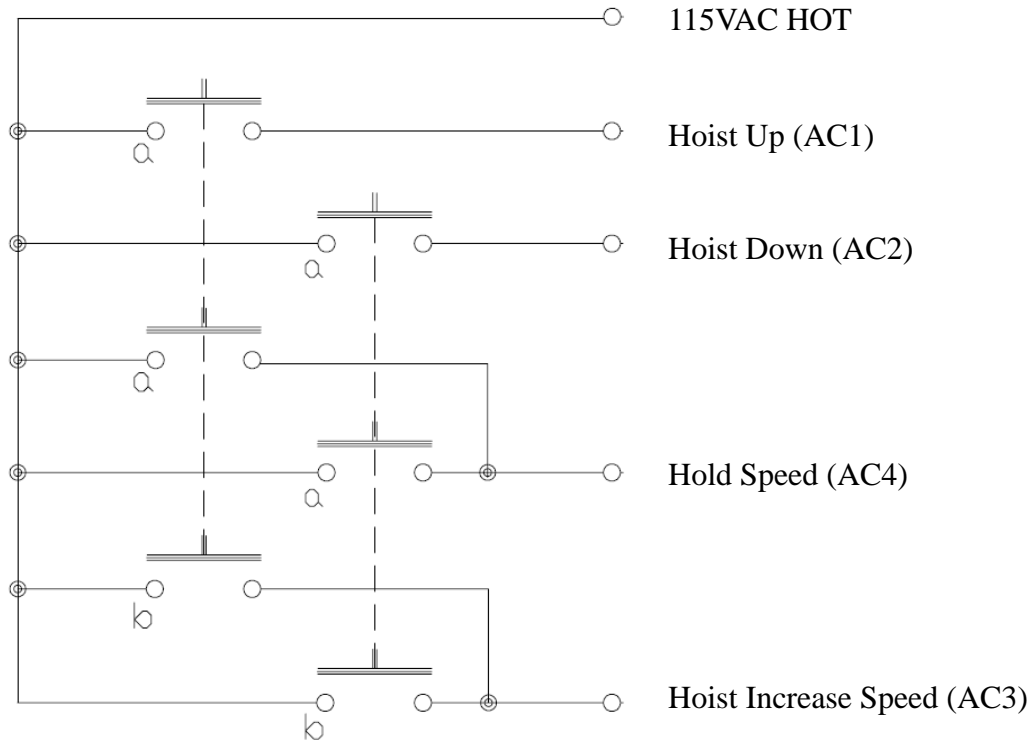 115VAC HOT
a
Hoist Up (AC1)
a
Hoist Down (AC2)
a
a
Hold Speed (AC4)
b
b
Hoist Increase Speed (AC3)